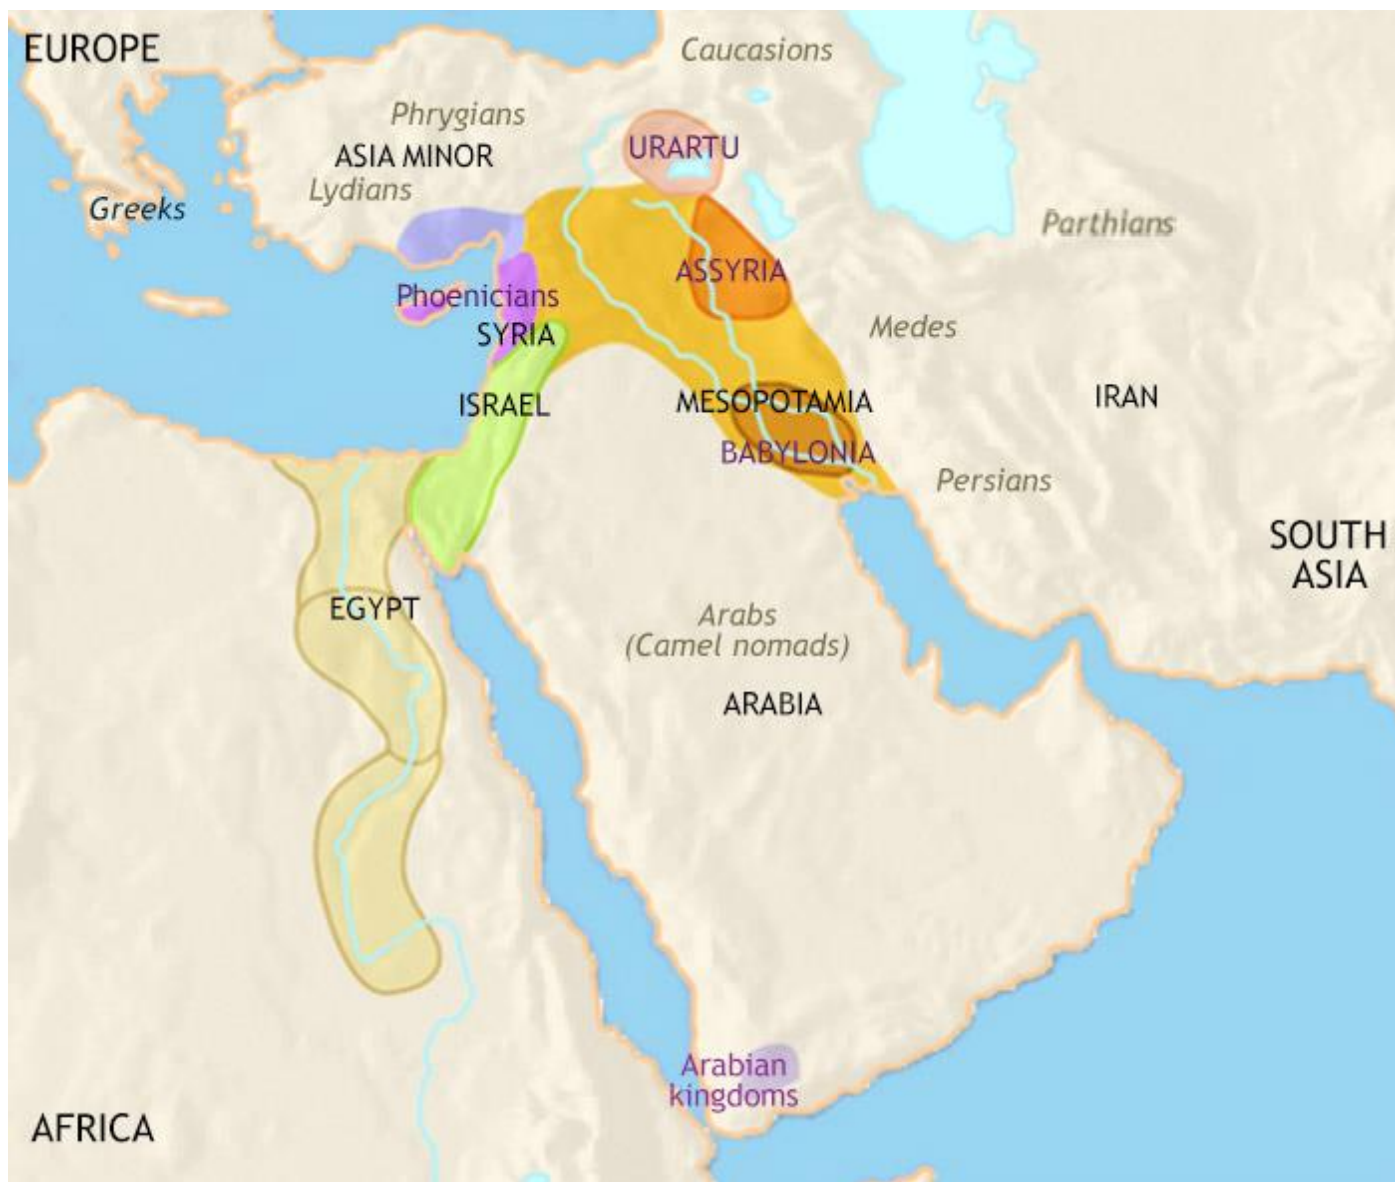 EUROPE
Caucasions
Phrygians
URARTU
ASIA MINOR
Lydians
Greeks
Parthians
ASSYRIA
Phoenicians
SYRIA
Medes
IRAN
MESOPOTAMIA
ISRAEL
BABYLONIA
Persians
SOUTH
ASIA
EGYPT
Arabs
(Camel nomads)
ARABIA
Arabian
kingdoms
AFRICA